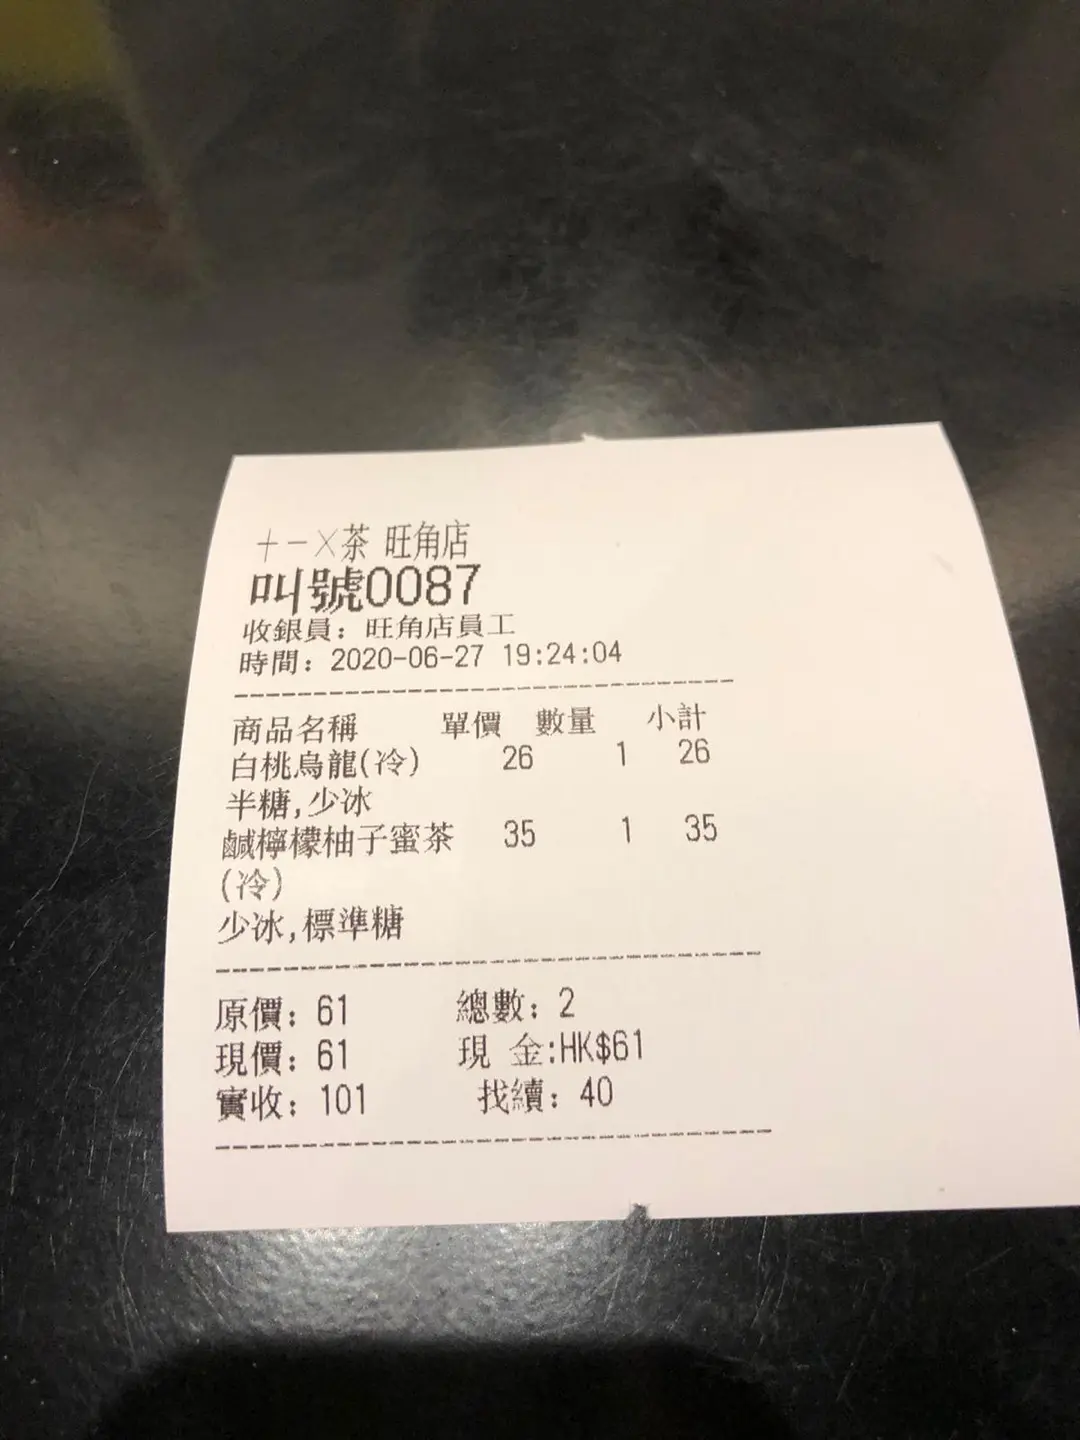 十一×茶 旺角店
叫號0087
收銀員：旺角店員工
時間：2020-06-27 19:24:04
商品名稱 單價 數量 小計
白桃烏龍(冷) 26 1 26
半糖,少冰
鹹檸檬柚子蜜茶 35 1 35
(冷)
少冰,標準糖
原價：61 總數：2
現價：61 現 金:HK$61
實收：101 找續：40